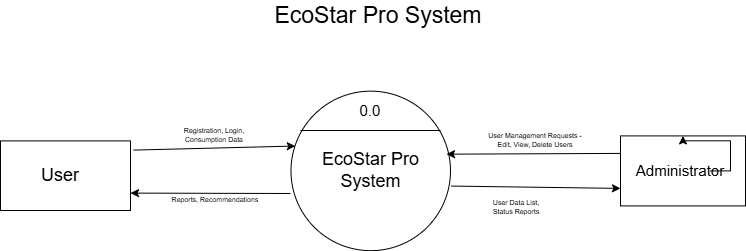 EcoStar Pro System
0.0
Registration, Login,
Consumption Data
User Management Requests -
Edit, View, Delete Users
User
EcoStar Pro
System
Administrator
Reports, Recommendations
User Data List,
Status Reports